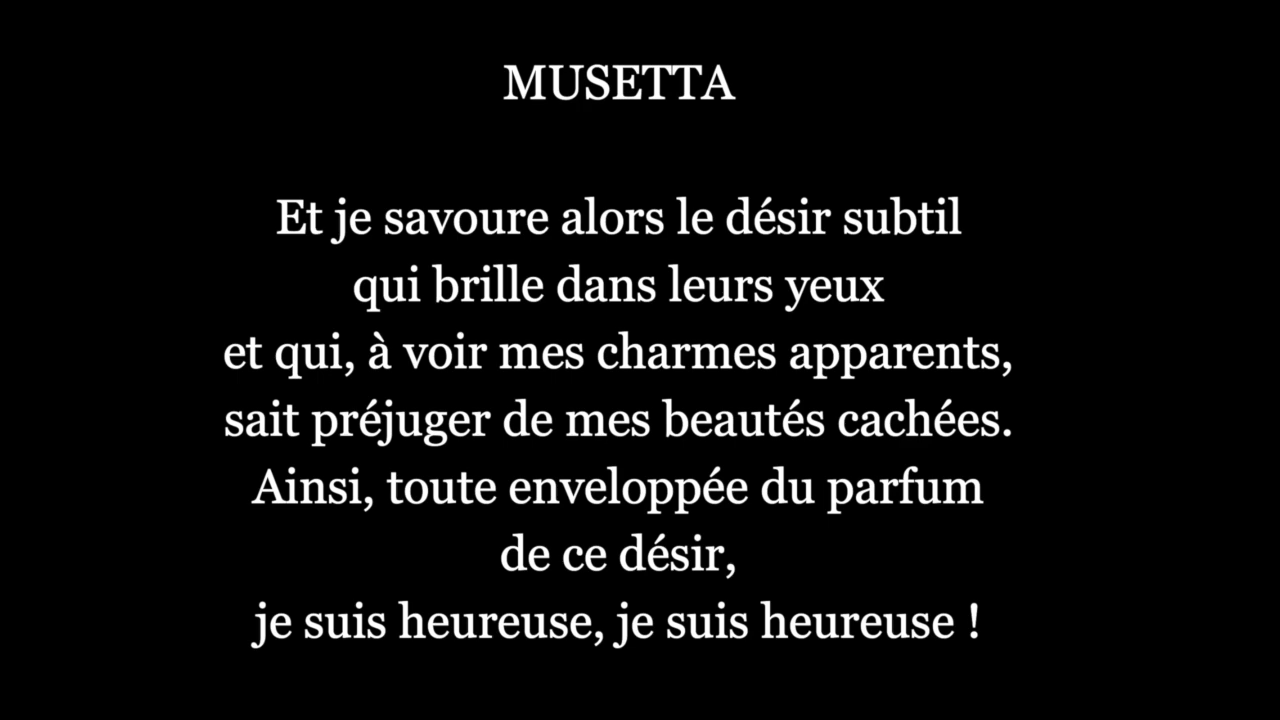 MUSETTA
Et je savoure alors le désir subtil
qui brille dans leurs yeux
et qui, à voir mes charmes apparents,
sait préjuger de mes beautés cachées.
Ainsi, toute enveloppée du parfum
de ce désir,
je suis heureuse, je suis heureuse !